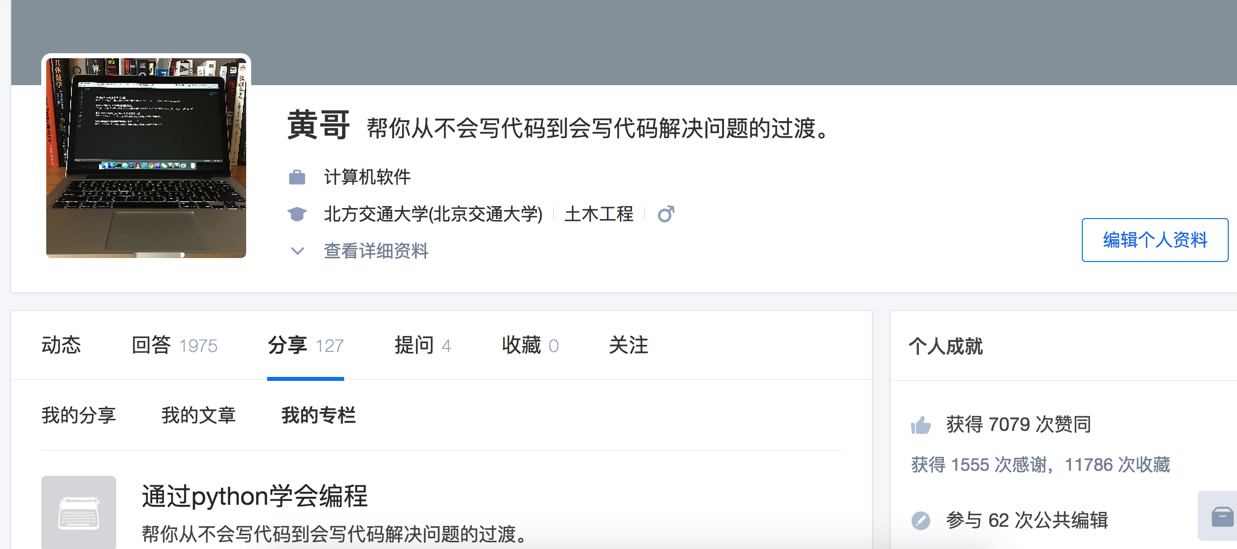 黄哥 帮你从不会写代码到会写代码解决问题的过渡。
计算机软件
北方交通大学(北京交通大学) 土木工程
查看详细资料
编辑个人资料
动态 回答 1975 分享 127 提问 4 收藏 0 关注
我的分享 我的文章 我的专栏
通过python学会编程
帮你从不会写代码到会写代码解决问题的过渡。
个人成就
获得 7079 次赞同
获得 1555 次感谢，11786 次收藏
参与 62 次公共编辑